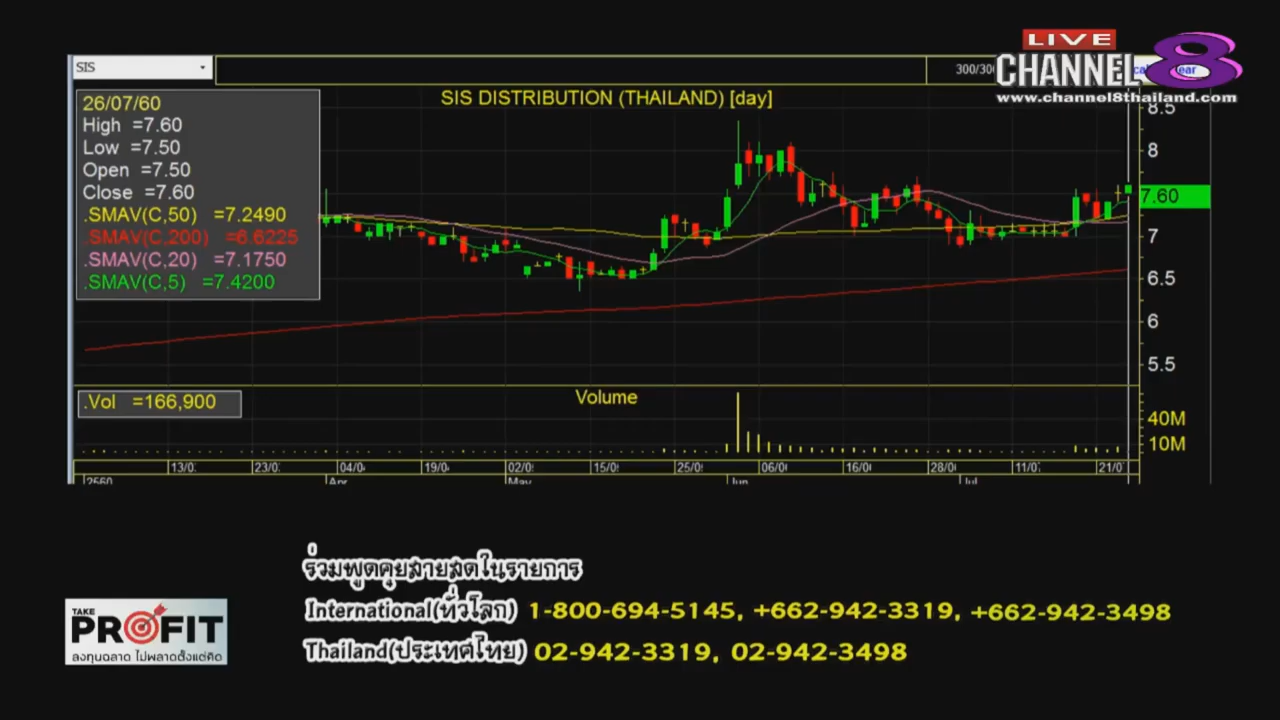 LIVE
CHANNEL 8
www.channel8thailand.com
SIS
300/300
SIS DISTRIBUTION (THAILAND) [day]
26/07/60
High =7.60
Low =7.50
Open =7.50
Close =7.60
.SMAV(C,50) =7.2490
.SMAV(C,200) =6.6225
.SMAV(C,20) =7.1750
.SMAV(C,5) =7.4200
8.5
8
7.60
7
6.5
6
5.5
.Vol =166,900
Volume
40M
10M
13/0 23/0 04/0 19/0 02/0 15/0 25/0 06/0 16/0 28/0 11/0 21/0
2560 Apr May Jun Jul
ร่วมพูดคุยสายสดในรายการ
International(ทั่วโลก) 1-800-694-5145, +662-942-3319, +662-942-3498
Thailand(ประเทศไทย) 02-942-3319, 02-942-3498
TAKE
PROFIT
ลงทุนฉลาด ไม่พลาดตั้งแต่คิด